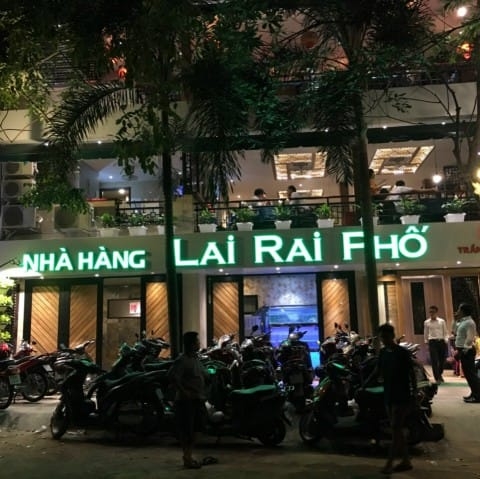 NHÀ HÀNG LAI RAI PHỐ